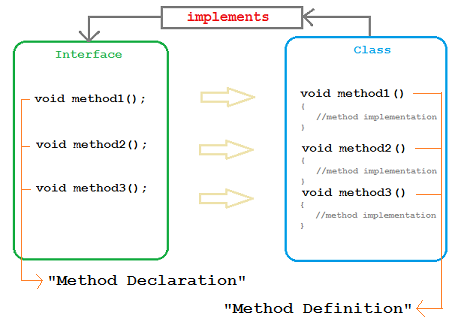 implements
Interface
void method1();
void method2();
void method3();
"Method Declaration"
Class
void method1()
{
//method implementation
}
void method2()
{
//method implementation
}
void method3()
{
//method implementation
}
"Method Definition"